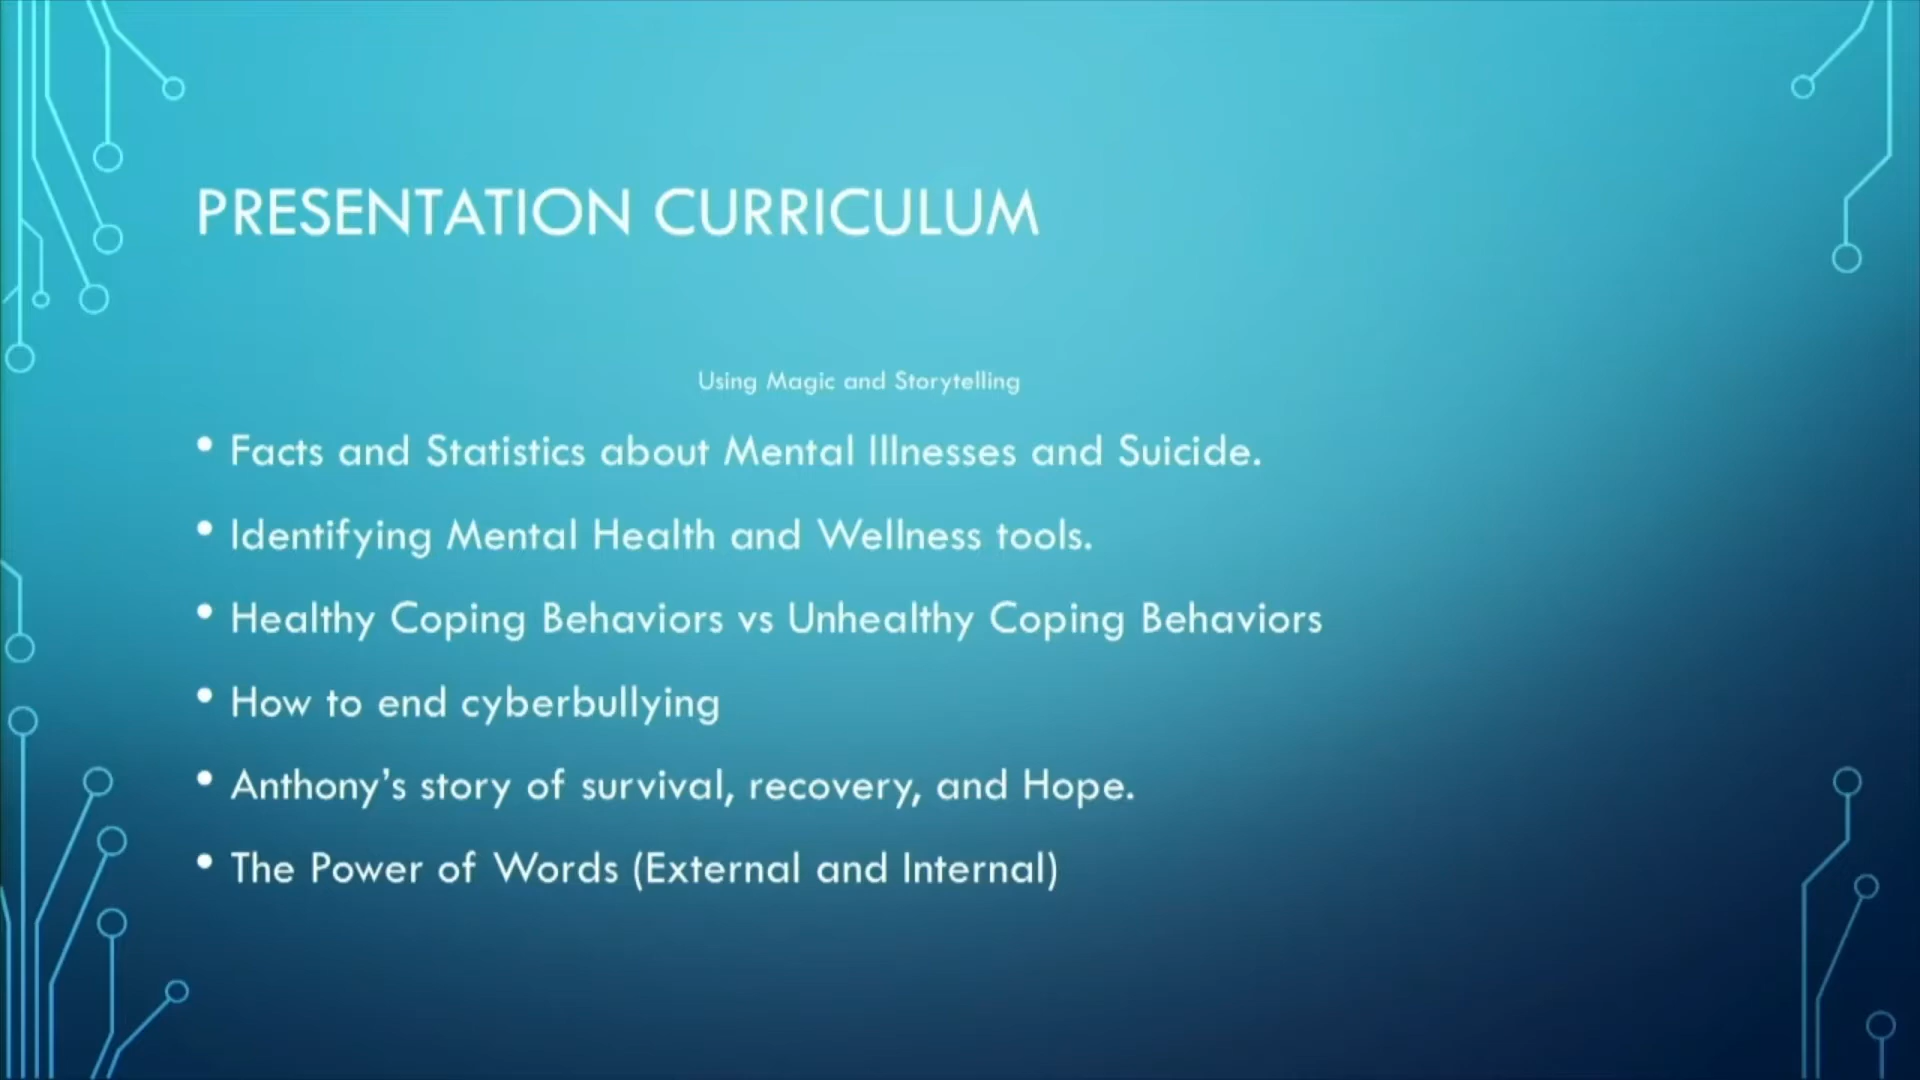 PRESENTATION CURRICULUM
Using Magic and Storytelling
• Facts and Statistics about Mental Illnesses and Suicide.
• Identifying Mental Health and Wellness tools.
• Healthy Coping Behaviors vs Unhealthy Coping Behaviors
• How to end cyberbullying
• Anthony’s story of survival, recovery, and Hope.
• The Power of Words (External and Internal)